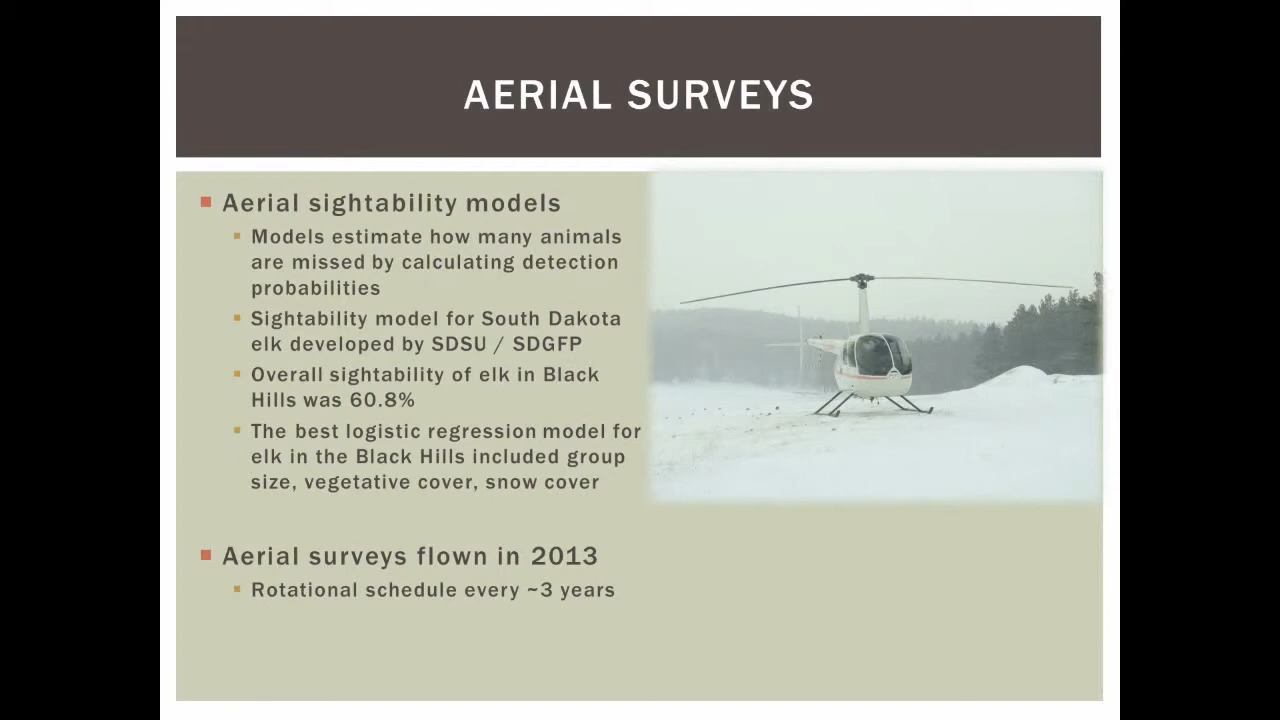 AERIAL SURVEYS
Aerial sightability models
Models estimate how many animals
are missed by calculating detection
probabilities
Sightability model for South Dakota
elk developed by SDSU / SDGFP
Overall sightability of elk in Black
Hills was 60.8%
The best logistic regression model for
elk in the Black Hills included group
size, vegetative cover, snow cover
Aerial surveys flown in 2013
Rotational schedule every ~3 years